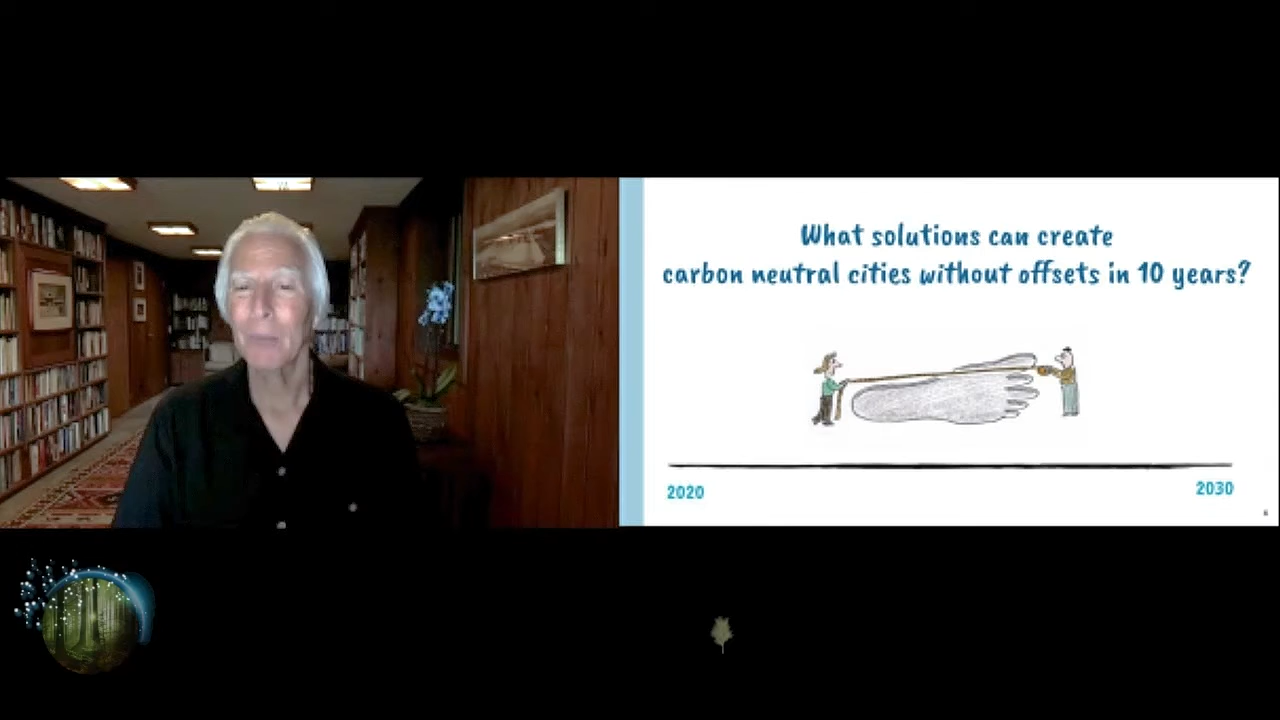 What solutions can create
carbon neutral cities without offsets in 10 years?
2020
2030